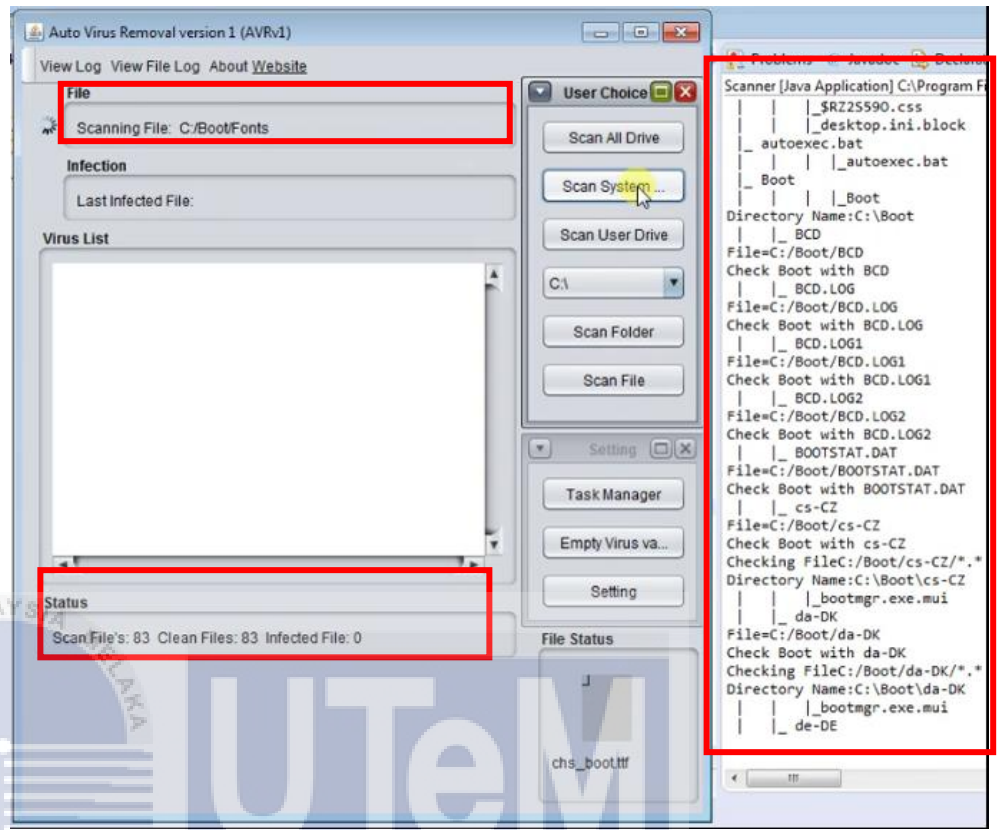 Auto Virus Removal version 1 (AVRv1)
View Log View File Log About Website
File
Scanning File: C:/Boot/Fonts
Infection
Last Infected File:
Virus List
Status
Scan File's: 83 Clean Files: 83 Infected File: 0
User Choice
Scan All Drive
Scan System ...
Scan User Drive
C:\
Scan Folder
Scan File
Setting
Task Manager
Empty Virus va...
Setting
File Status
chs_boot.ttf
Problems Javadoc Declara
Scanner [Java Application] C:\Program Fi
| | |_$RZ2S590.css
| | |_desktop.ini.block
|_ autoexec.bat
| | | |_autoexec.bat
|_ Boot
| | | |_Boot
Directory Name:C:\Boot
| |_ BCD
File=C:/Boot/BCD
Check Boot with BCD
| |_ BCD.LOG
File=C:/Boot/BCD.LOG
Check Boot with BCD.LOG
| |_ BCD.LOG1
File=C:/Boot/BCD.LOG1
Check Boot with BCD.LOG1
| |_ BCD.LOG2
File=C:/Boot/BCD.LOG2
Check Boot with BCD.LOG2
| |_ BOOTSTAT.DAT
File=C:/Boot/BOOTSTAT.DAT
Check Boot with BOOTSTAT.DAT
| |_ cs-CZ
File=C:/Boot/cs-CZ
Check Boot with cs-CZ
Checking FileC:/Boot/cs-CZ/*.*
Directory Name:C:\Boot\cs-CZ
| | |_bootmgr.exe.mui
| |_ da-DK
File=C:/Boot/da-DK
Check Boot with da-DK
Checking FileC:/Boot/da-DK/*.*
Directory Name:C:\Boot\da-DK
| | |_bootmgr.exe.mui
| |_ de-DE
UTeM